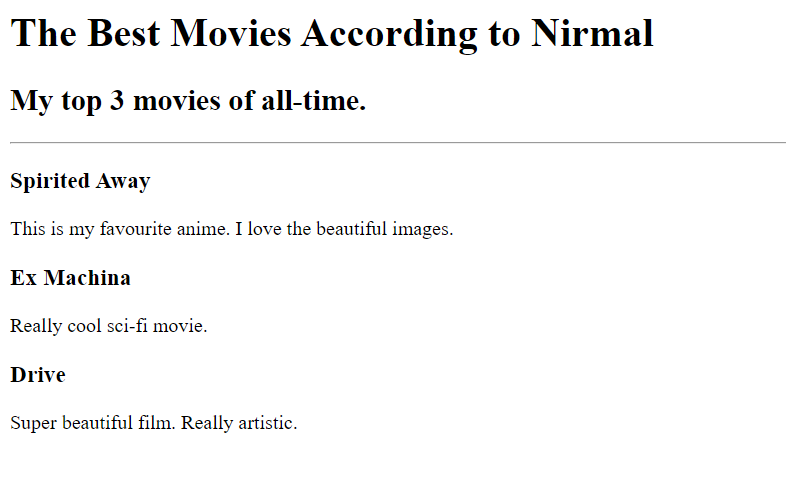 The Best Movies According to Nirmal
My top 3 movies of all-time.
Spirited Away
This is my favourite anime. I love the beautiful images.
Ex Machina
Really cool sci-fi movie.
Drive
Super beautiful film. Really artistic.